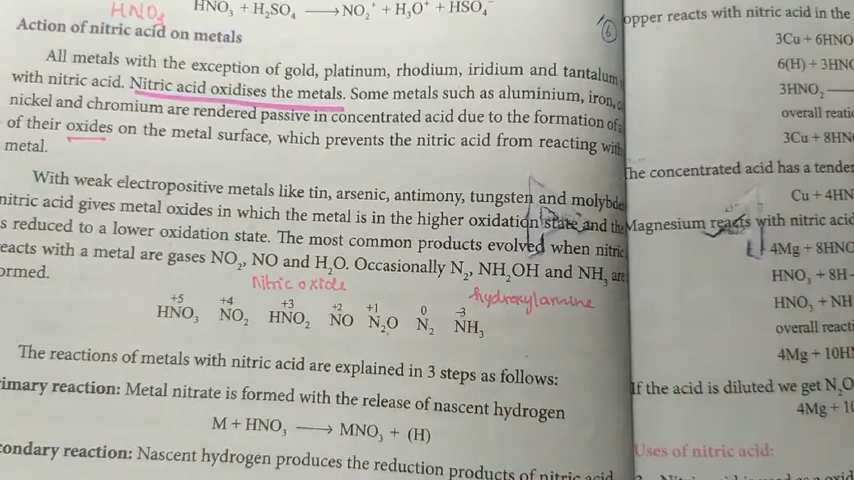 HNO₃
HNO₃ + H₂SO₄ ⟶ NO₂⁺ + H₃O⁺ + HSO₄⁻
Action of nitric acid on metals
All metals with the exception of gold, platinum, rhodium, iridium and tantalum
with nitric acid. Nitric acid oxidises the metals. Some metals such as aluminium, iron,
nickel and chromium are rendered passive in concentrated acid due to the formation of
of their oxides on the metal surface, which prevents the nitric acid from reacting with
metal.
With weak electropositive metals like tin, arsenic, antimony, tungsten and molybde
nitric acid gives metal oxides in which the metal is in the higher oxidation state and the
s reduced to a lower oxidation state. The most common products evolved when nitric
eacts with a metal are gases NO₂, NO and H₂O. Occasionally N₂, NH₂OH and NH₃ are
ormed.
Nitric oxide
hydroxylamine
+5 +4 +3 +2 +1 0 −3
HNO₃ NO₂ HNO₂ NO N₂O N₂ NH₃
The reactions of metals with nitric acid are explained in 3 steps as follows:
imary reaction: Metal nitrate is formed with the release of nascent hydrogen
M + HNO₃ ⟶ MNO₃ + (H)
condary reaction: Nascent hydrogen produces the reduction products of nitric acid
6
opper reacts with nitric acid in the
3Cu + 6HNO
6(H) + 3HN
3HNO₂
overall reatio
3Cu + 8HN
The concentrated acid has a tenden
Cu + 4HN
Magnesium reacts with nitric acid
4Mg + 8HNO
HNO₃ + 8H
HNO₃ + NH
overall reacti
4Mg + 10H
If the acid is diluted we get N₂O
4Mg + 10
Uses of nitric acid: